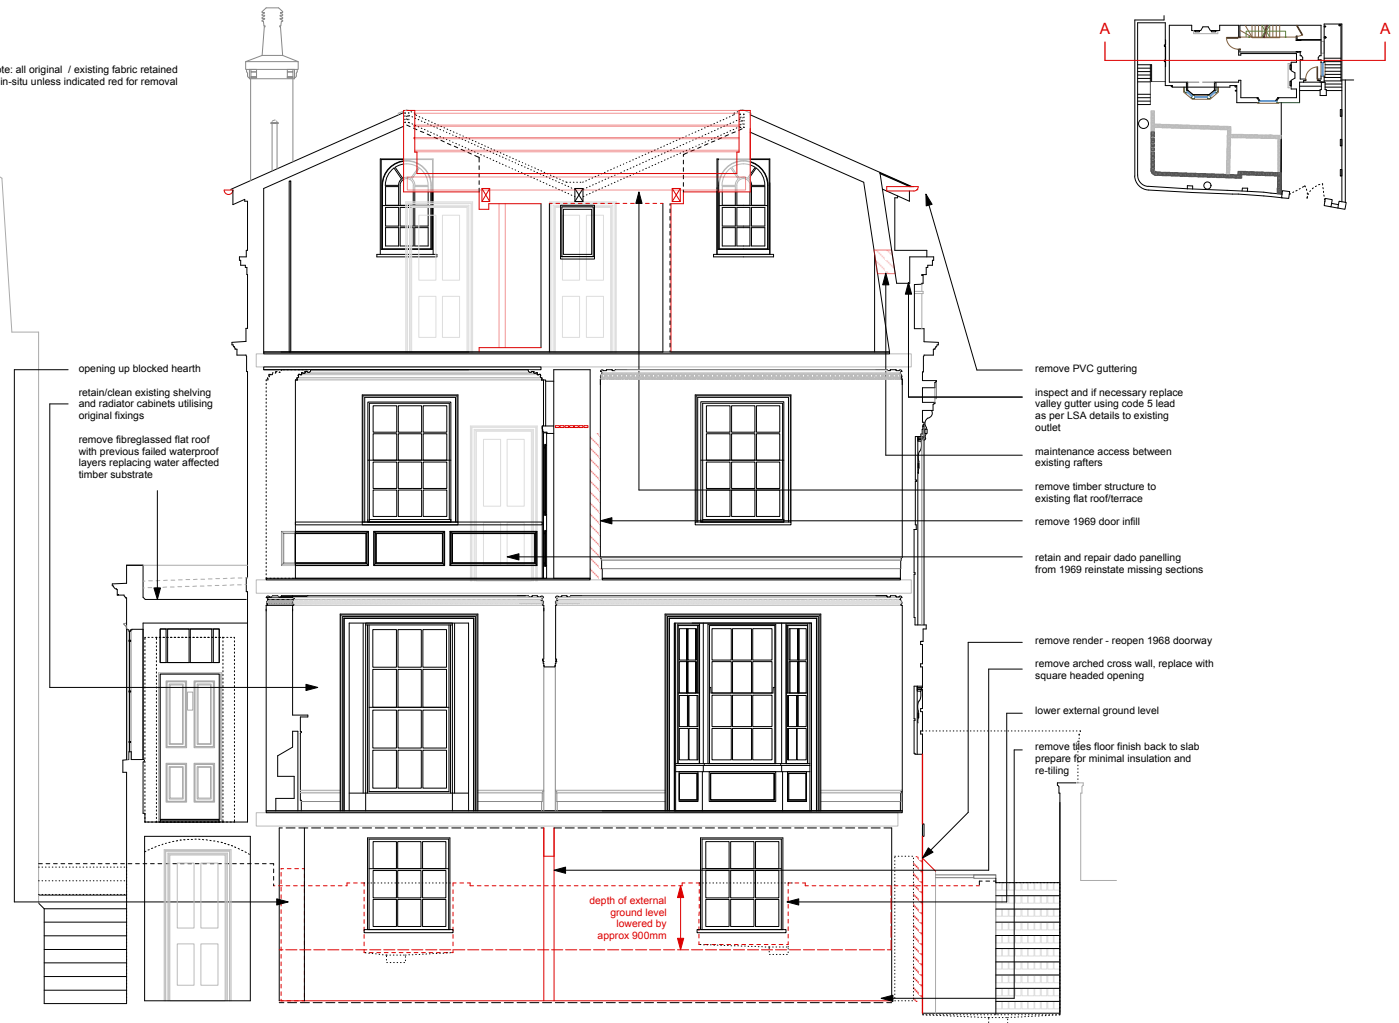 A
A
ote: all original / existing fabric retained
in-situ unless indicated red for removal
opening up blocked hearth
retain/clean existing shelving
and radiator cabinets utilising
original fixings
remove fibreglassed flat roof
with previous failed waterproof
layers replacing water affected
timber substrate
remove PVC guttering
inspect and if necessary replace
valley gutter using code 5 lead
as per LSA details to existing
outlet
maintenance access between
existing rafters
remove timber structure to
existing flat roof/terrace
remove 1969 door infill
retain and repair dado panelling
from 1969 reinstate missing sections
remove render - reopen 1968 doorway
remove arched cross wall, replace with
square headed opening
lower external ground level
remove tiles floor finish back to slab
prepare for minimal insulation and
re-tiling
depth of external
ground level
lowered by
approx 900mm